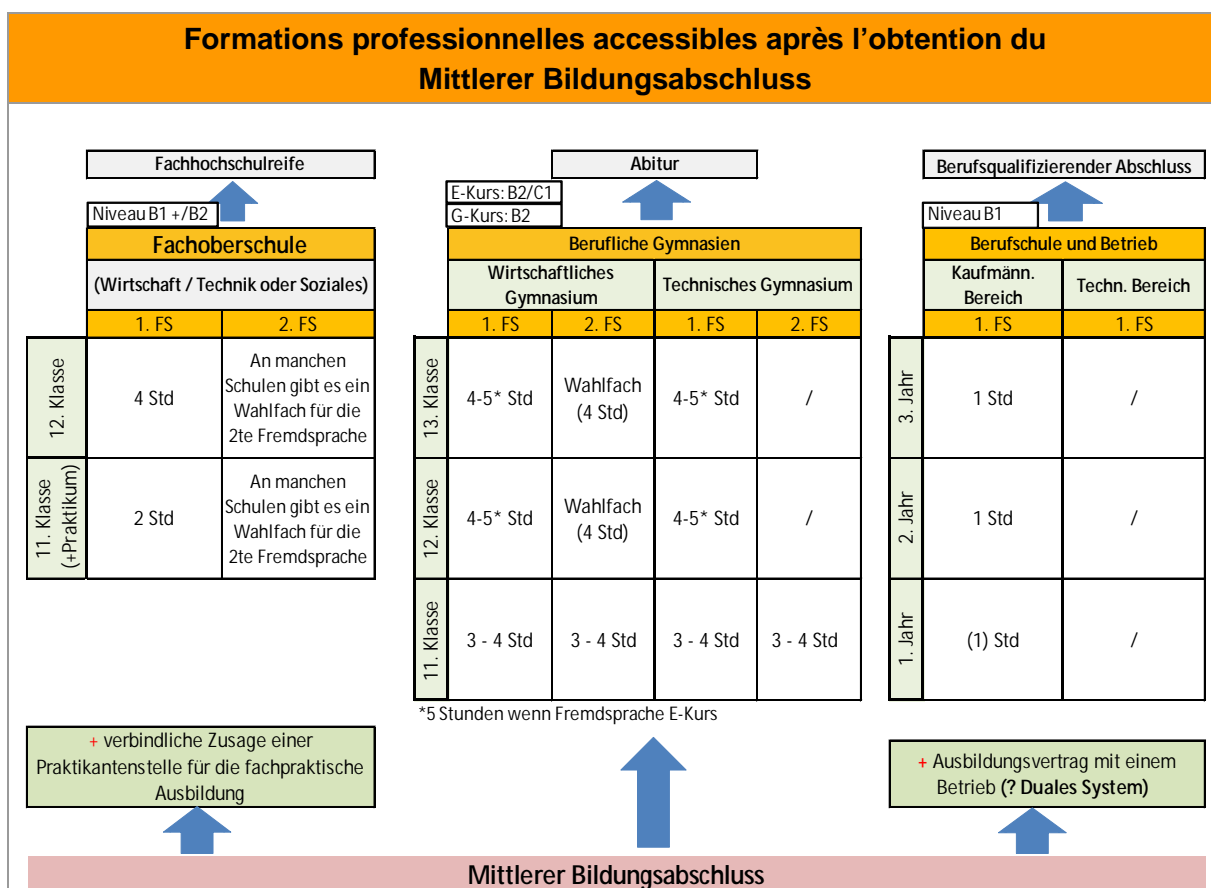 Formations professionnelles accessibles après l'obtention du
Mittlerer Bildungsabschluss
Fachhochschulreife
Niveau B1 +/B2
Fachoberschule
(Wirtschaft / Technik oder Soziales)
1. FS
2. FS
12. Klasse
4 Std
An manchen
Schulen gibt es ein
Wahlfach für die
2te Fremdsprache
11. Klasse
(+Praktikum)
2 Std
An manchen
Schulen gibt es ein
Wahlfach für die
2te Fremdsprache
+ verbindliche Zusage einer
Praktikantenstelle für die fachpraktische
Ausbildung
Abitur
E-Kurs: B2/C1
G-Kurs: B2
Berufliche Gymnasien
Wirtschaftliches
Gymnasium
Technisches Gymnasium
1. FS
2. FS
1. FS
2. FS
13. Klasse
4-5* Std
Wahlfach
(4 Std)
4-5* Std
/
12. Klasse
4-5* Std
Wahlfach
(4 Std)
4-5* Std
/
11. Klasse
3 - 4 Std
3 - 4 Std
3 - 4 Std
3 - 4 Std
*5 Stunden wenn Fremdsprache E-Kurs
Berufsqualifizierender Abschluss
Niveau B1
Berufschule und Betrieb
Kaufmänn.
Bereich
Techn. Bereich
1. FS
1. FS
3. Jahr
1 Std
/
2. Jahr
1 Std
/
1. Jahr
(1) Std
/
+ Ausbildungsvertrag mit einem
Betrieb (? Duales System)
Mittlerer Bildungsabschluss